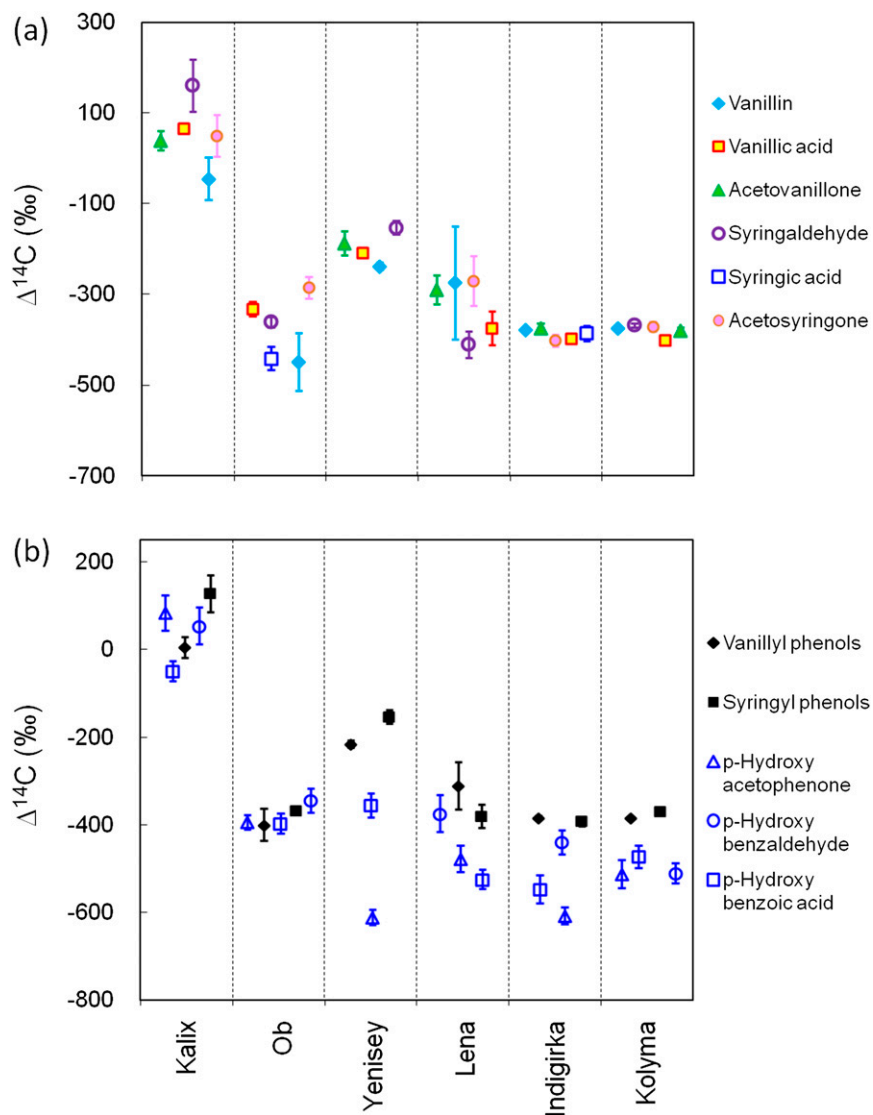 (a)
300
100
-100
-300
-500
-700
Δ14C (‰)
Vanillin
Vanillic acid
Acetovanillone
Syringaldehyde
Syringic acid
Acetosyringone
(b)
200
0
-200
-400
-600
-800
Δ14C (‰)
Vanillyl phenols
Syringyl phenols
p-Hydroxy
acetophenone
p-Hydroxy
benzaldehyde
p-Hydroxy
benzoic acid
Kalix
Ob
Yenisey
Lena
Indigirka
Kolyma